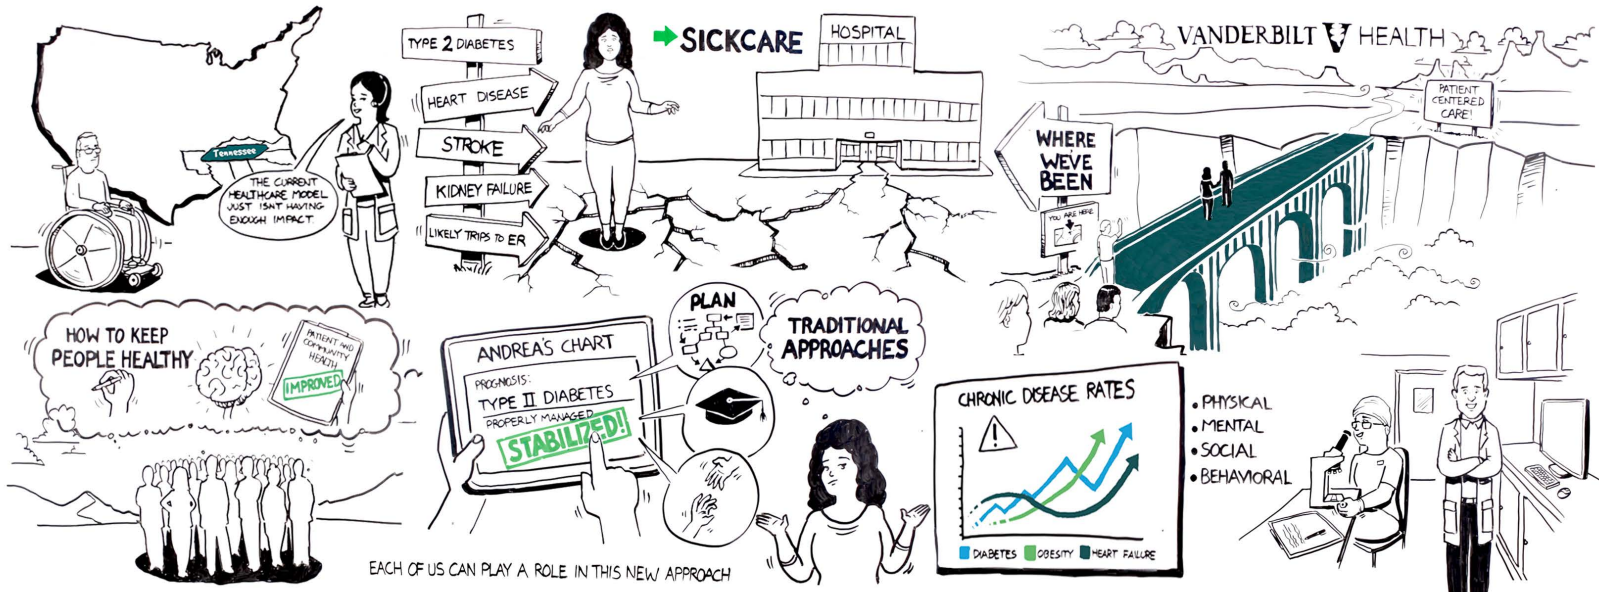 Tennessee
THE CURRENT
HEALTHCARE MODEL
JUST ISN'T HAVING
ENOUGH IMPACT.
TYPE 2 DIABETES
HEART DISEASE
STROKE
KIDNEY FAILURE
LIKELY TRIPS TO ER
SICKCARE
HOSPITAL
VANDERBILT V HEALTH
PATIENT
CENTERED
CARE!
WHERE
WE'VE
BEEN
YOU ARE HERE
HOW TO KEEP
PEOPLE HEALTHY
PATIENT AND
COMMUNITY
HEALTH
IMPROVED
ANDREA'S CHART
PROGNOSIS:
TYPE II DIABETES
PROPERLY MANAGED
STABILIZED!
PLAN
TRADITIONAL
APPROACHES
EACH OF US CAN PLAY A ROLE IN THIS NEW APPROACH
CHRONIC DISEASE RATES
!
DIABETES OBESITY HEART FAILURE
• PHYSICAL
• MENTAL
• SOCIAL
• BEHAVIORAL